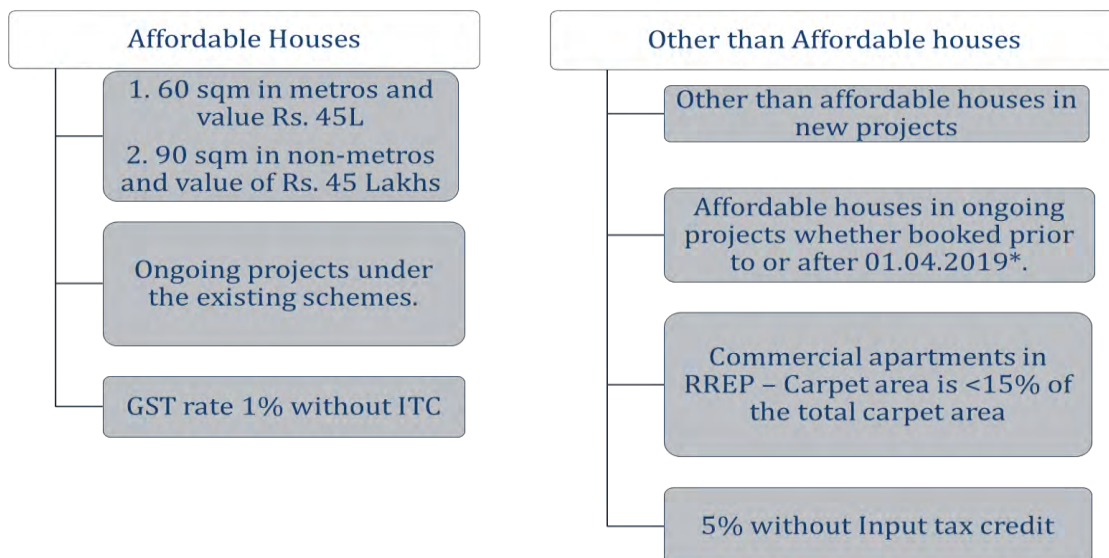 Affordable Houses
1. 60 sqm in metros and
value Rs. 45L
2. 90 sqm in non-metros
and value of Rs. 45 Lakhs
Ongoing projects under
the existing schemes.
GST rate 1% without ITC
Other than Affordable houses
Other than affordable houses in
new projects
Affordable houses in ongoing
projects whether booked prior
to or after 01.04.2019*.
Commercial apartments in
RREP – Carpet area is <15% of
the total carpet area
5% without Input tax credit